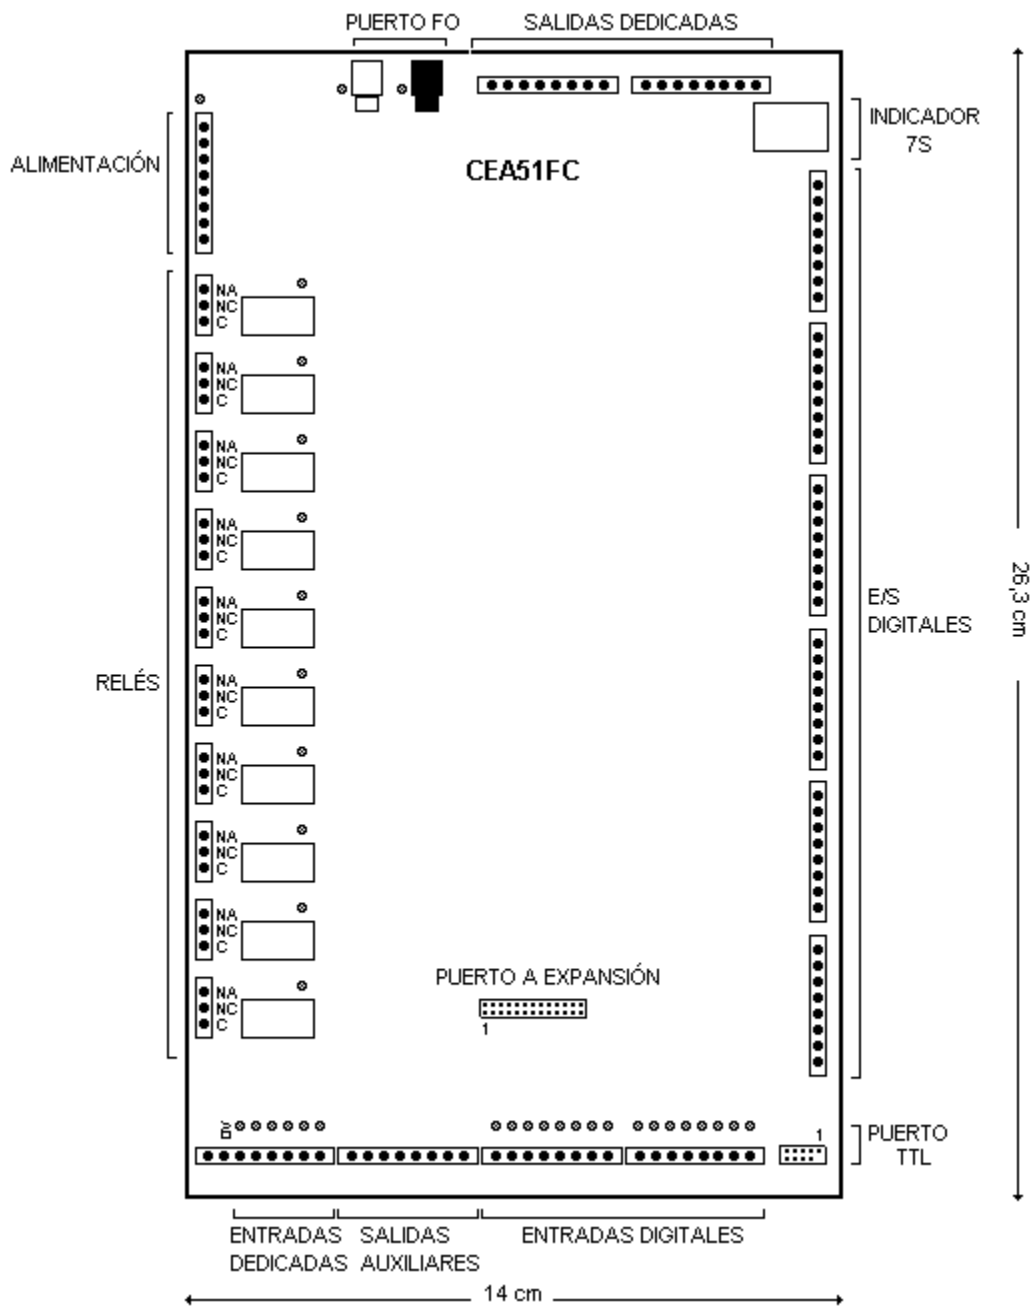 PUERTO FO
SALIDAS DEDICADAS
INDICADOR
7S
ALIMENTACIÓN
CEA51FC
NA
NC
C
NA
NC
C
NA
NC
C
NA
NC
C
NA
NC
C
NA
NC
C
NA
NC
C
NA
NC
C
NA
NC
C
NA
NC
C
RELÉS
E/S
DIGITALES
26,3 cm
PUERTO A EXPANSIÓN
1
0V
1
PUERTO
TTL
ENTRADAS
DEDICADAS
SALIDAS
AUXILIARES
ENTRADAS DIGITALES
14 cm